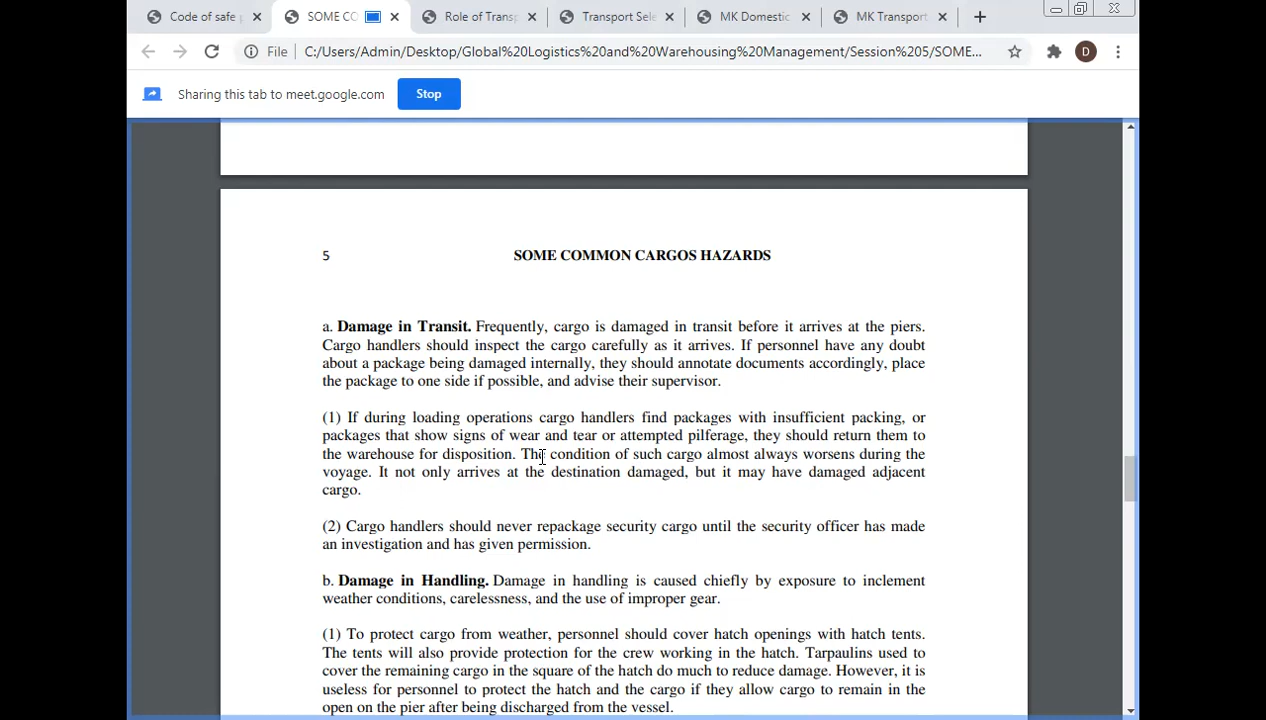 Code of safe
SOME CO
Role of Transp
Transport Sele
MK Domestic
MK Transport
File
C:/Users/Admin/Desktop/Global%20Logistics%20and%20Warehousing%20Management/Session%205/SOME...
D
Sharing this tab to meet.google.com
Stop
5
SOME COMMON CARGOS HAZARDS
a. Damage in Transit. Frequently, cargo is damaged in transit before it arrives at the piers.
Cargo handlers should inspect the cargo carefully as it arrives. If personnel have any doubt
about a package being damaged internally, they should annotate documents accordingly, place
the package to one side if possible, and advise their supervisor.
(1) If during loading operations cargo handlers find packages with insufficient packing, or
packages that show signs of wear and tear or attempted pilferage, they should return them to
the warehouse for disposition. The condition of such cargo almost always worsens during the
voyage. It not only arrives at the destination damaged, but it may have damaged adjacent
cargo.
(2) Cargo handlers should never repackage security cargo until the security officer has made
an investigation and has given permission.
b. Damage in Handling. Damage in handling is caused chiefly by exposure to inclement
weather conditions, carelessness, and the use of improper gear.
(1) To protect cargo from weather, personnel should cover hatch openings with hatch tents.
The tents will also provide protection for the crew working in the hatch. Tarpaulins used to
cover the remaining cargo in the square of the hatch do much to reduce damage. However, it is
useless for personnel to protect the hatch and the cargo if they allow cargo to remain in the
open on the pier after being discharged from the vessel.